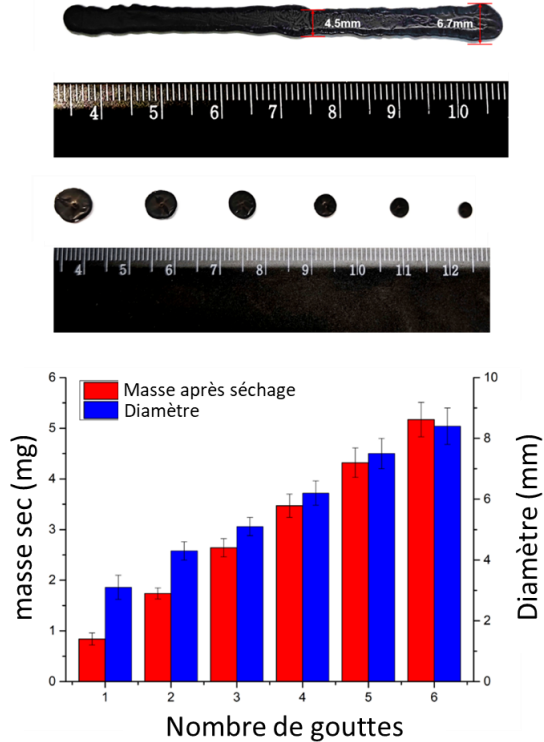 4.5mm 6.7mm
4 5 6 7 8 9 10
4 5 6 7 8 9 10 11 12
Masse après séchage
Diamètre
6 10
5 8
4 6
3
2 4
1 2
0 0
masse sec (mg)
Diamètre (mm)
1 2 3 4 5 6
Nombre de gouttes